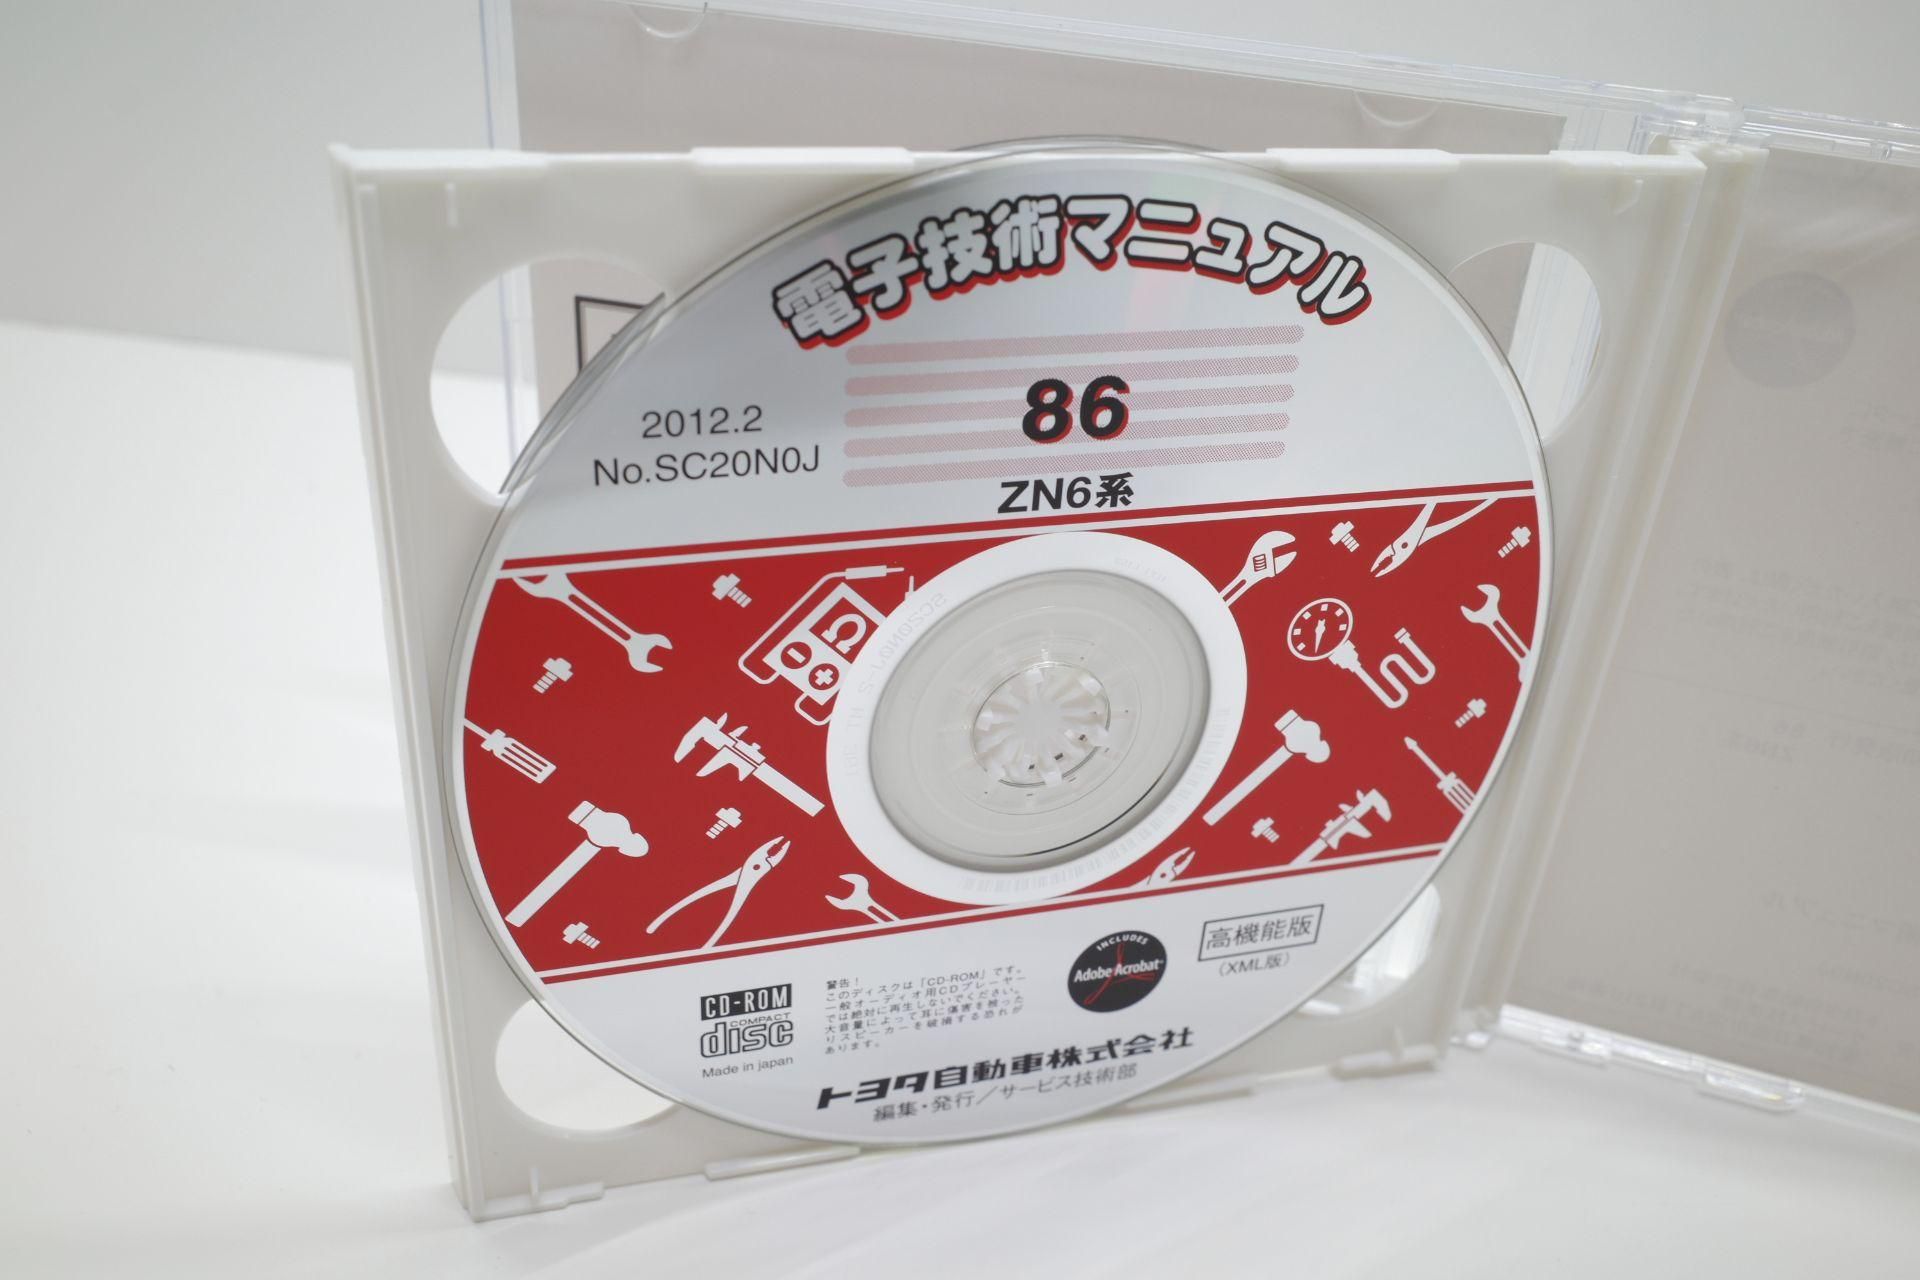 電子技術マニュアル
86
2012.2
No.SC20N0J
ZN6系
SC20N0J-2
INCLUDES
Adobe Acrobat
高機能版
(XML版)
CD-ROM
COMPACT
disc
Made in japan
警告!
このディスクは「CD-ROM」です。
一般オーディオ用CDプレーヤー
では絶対に再生しないでください。
大音量によって耳に傷害を被った
りスピーカーを破損する恐れが
あります。
トヨタ自動車株式会社
編集・発行/サービス技術部